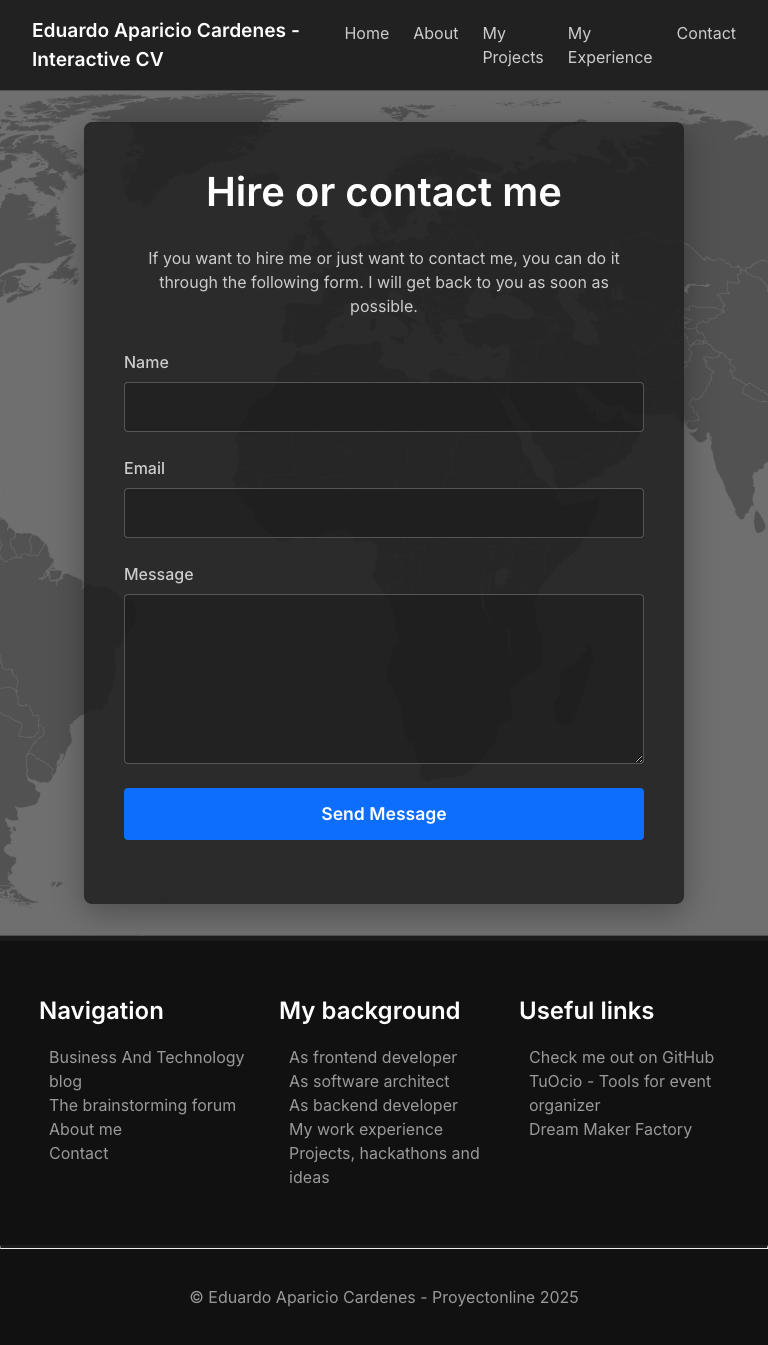 Eduardo Aparicio Cardenes -
Interactive CV
Home
About
My
Projects
My
Experience
Contact
Hire or contact me
If you want to hire me or just want to contact me, you can do it
through the following form. I will get back to you as soon as
possible.
Name
Email
Message
Send Message
Navigation
Business And Technology
blog
The brainstorming forum
About me
Contact
My background
As frontend developer
As software architect
As backend developer
My work experience
Projects, hackathons and
ideas
Useful links
Check me out on GitHub
TuOcio - Tools for event
organizer
Dream Maker Factory
© Eduardo Aparicio Cardenes - Proyectonline 2025